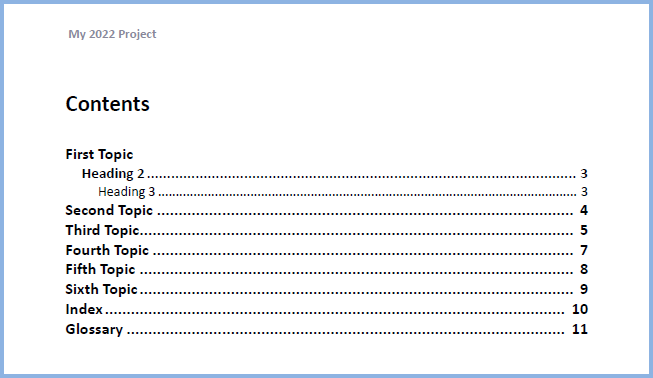 My 2022 Project
Contents
First Topic
Heading 2 ........................................................................................................ 3
Heading 3 ................................................................................................................ 3
Second Topic ................................................................................ 4
Third Topic................................................................................... 5
Fourth Topic ................................................................................. 7
Fifth Topic ................................................................................... 8
Sixth Topic................................................................................... 9
Index........................................................................................ 10
Glossary .................................................................................... 11